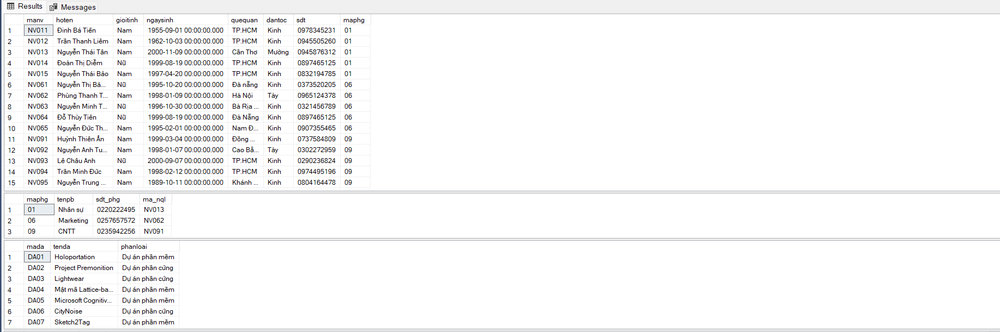 Results Messages
manv hoten gioitinh ngaysinh quequan dantoc sdt maphg
1 NV011 Đinh Bá Tiến Nam 1955-09-01 00:00:00.000 TP.HCM Kinh 0978345231 01
2 NV012 Trần Thanh Liêm Nam 1962-10-03 00:00:00.000 TP.HCM Kinh 0945505260 01
3 NV013 Nguyễn Thái Tân Nam 2000-11-09 00:00:00.000 Cần Thơ Mường 0945876312 01
4 NV014 Đoàn Thị Diễm Nữ 1999-08-19 00:00:00.000 TP.HCM Kinh 0897465125 01
5 NV015 Nguyễn Thái Bảo Nam 1997-04-20 00:00:00.000 TP.HCM Kinh 0832194785 01
6 NV061 Nguyễn Thị Bả... Nữ 1995-10-20 00:00:00.000 Đà nẵng Kinh 0373520205 06
7 NV062 Phùng Thanh T... Nam 1998-01-09 00:00:00.000 Hà Nội Tày 0965124378 06
8 NV063 Nguyễn Minh T... Nữ 1996-10-30 00:00:00.000 Bà Rịa ... Kinh 0321456789 06
9 NV064 Đỗ Thùy Tiên Nữ 1999-08-19 00:00:00.000 Đà Nẵng Kinh 0897465125 06
10 NV065 Nguyễn Đức Th... Nam 1995-02-01 00:00:00.000 Nam Đ... Kinh 0907355465 06
11 NV091 Huỳnh Thiên Ân Nam 1999-03-04 00:00:00.000 Đồng ... Kinh 0737584809 09
12 NV092 Nguyễn Anh Tu... Nam 1998-01-07 00:00:00.000 Cao Bằ... Tày 0302272959 09
13 NV093 Lê Châu Anh Nữ 2000-09-07 00:00:00.000 TP.HCM Kinh 0290236824 09
14 NV094 Trần Minh Đức Nam 1998-02-12 00:00:00.000 TP.HCM Kinh 0974495196 09
15 NV095 Nguyễn Trung ... Nam 1989-10-11 00:00:00.000 Khánh ... Kinh 0804164478 09
maphg tenpb sdt_phg ma_nql
1 01 Nhân sự 0220222495 NV013
2 06 Marketing 0257657572 NV062
3 09 CNTT 0235942256 NV091
mada tenda phanloai
1 DA01 Holoportation Dự án phần mềm
2 DA02 Project Premonition Dự án phần cứng
3 DA03 Lightwear Dự án phần cứng
4 DA04 Mật mã Lattice-ba... Dự án phần mềm
5 DA05 Microsoft Cognitiv... Dự án phần mềm
6 DA06 CityNoise Dự án phần cứng
7 DA07 Sketch2Tag Dự án phần mềm